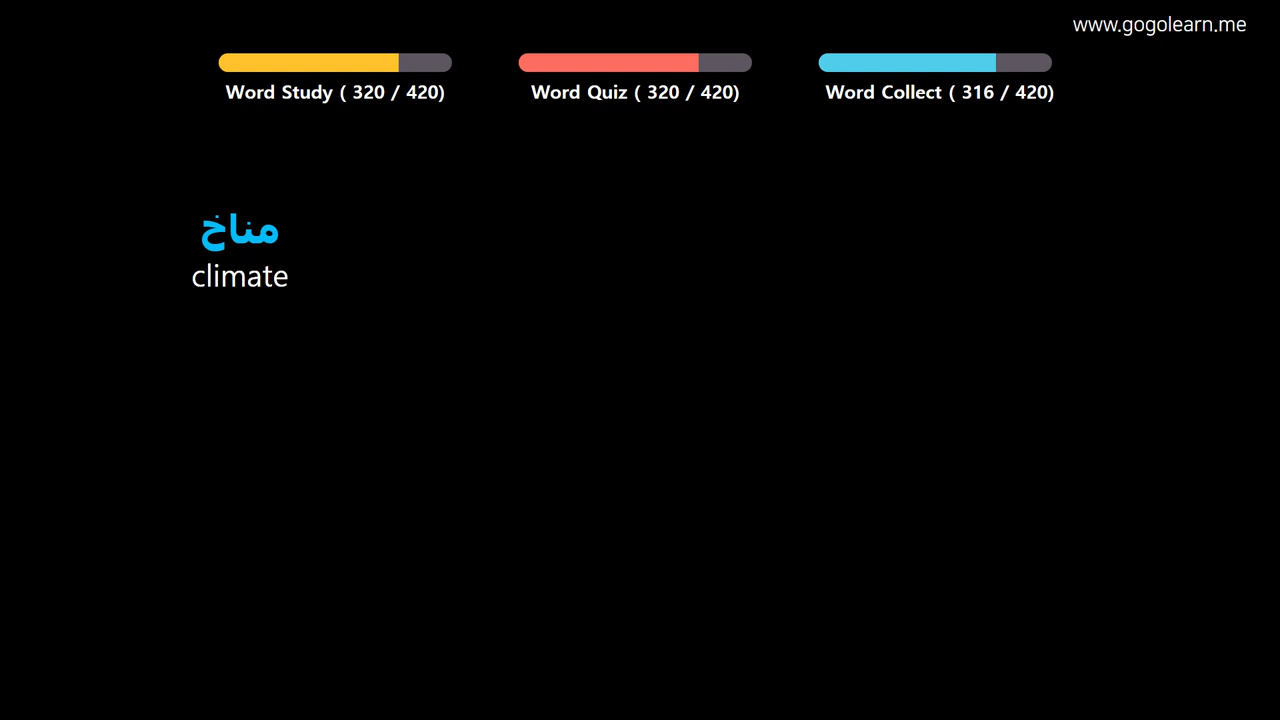 www.gogolearn.me
Word Study ( 320 / 420)
Word Quiz ( 320 / 420)
Word Collect ( 316 / 420)
مناخ
climate